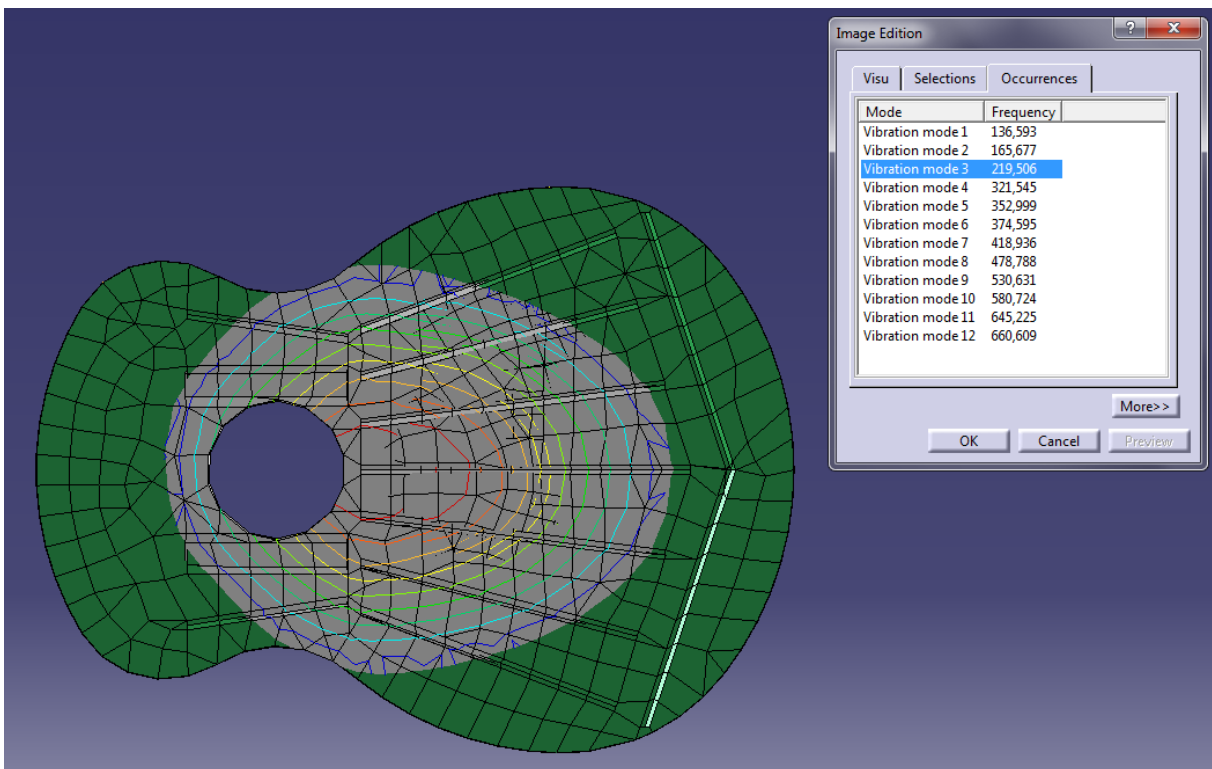 Image Edition
Visu Selections Occurrences
Mode Frequency
Vibration mode 1 136,593
Vibration mode 2 165,677
Vibration mode 3 219,506
Vibration mode 4 321,545
Vibration mode 5 352,999
Vibration mode 6 374,595
Vibration mode 7 418,936
Vibration mode 8 478,788
Vibration mode 9 530,631
Vibration mode 10 580,724
Vibration mode 11 645,225
Vibration mode 12 660,609
More>>
OK Cancel Preview